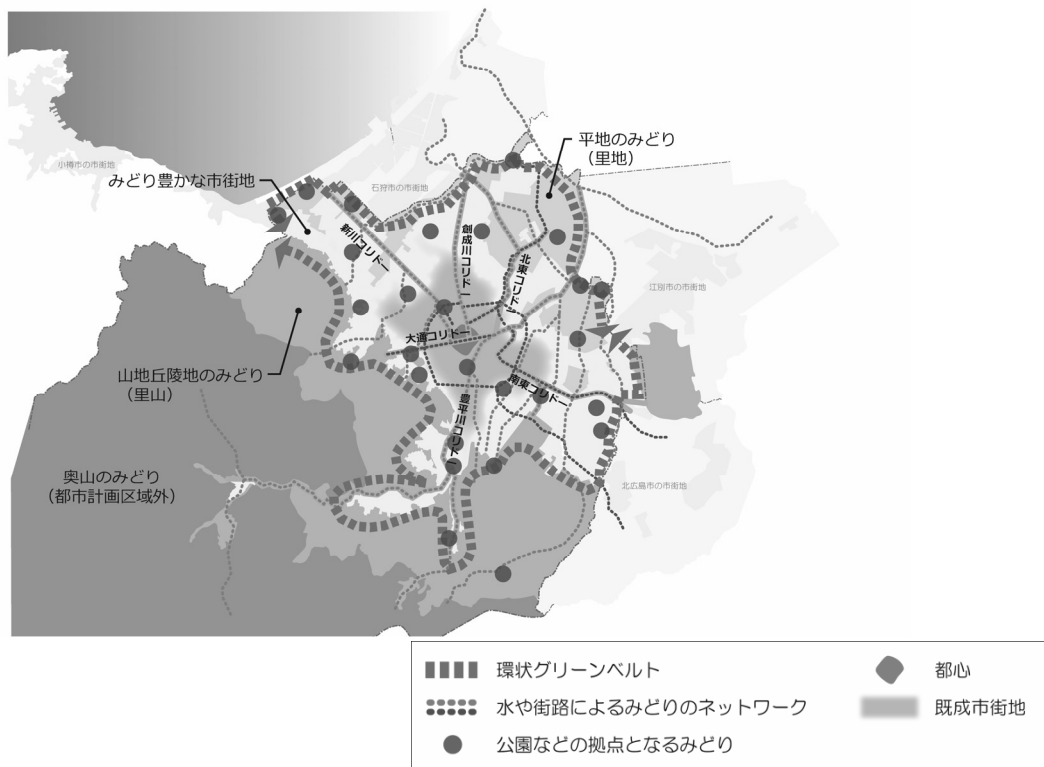 平地のみどり
（里地）
小樽市の市街地
みどり豊かな市街地
石狩市の市街地
新川コリドー
創成川コリドー
北東コリドー
江別市の市街地
大通コリドー
山地丘陵地のみどり
（里山）
南東コリドー
豊平川コリドー
奥山のみどり
（都市計画区域外）
北広島市の市街地
環状グリーンベルト
都心
水や街路によるみどりのネットワーク
既成市街地
公園などの拠点となるみどり